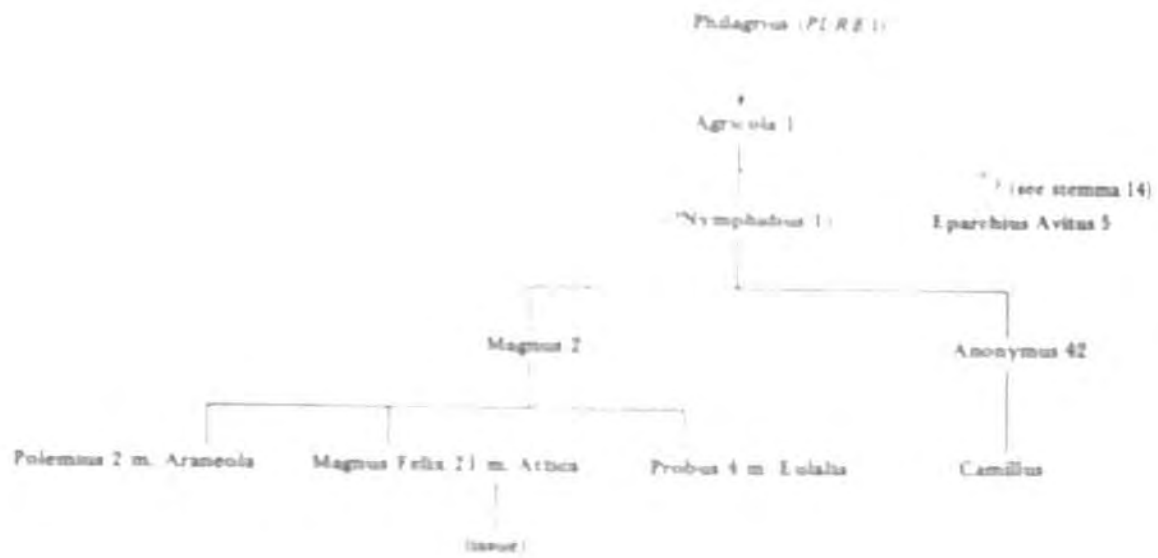 Philagrius (PLRE I)
Agricola 1
? (see stemma 14)
(?Nymphidius 1) Eparchius Avitus 5
Magnus 2 Anonymus 42
Polemius 2 m. Araneola Magnus Felix 21 m. Attica Probus 4 m. Eulalia Camillus
(issue)